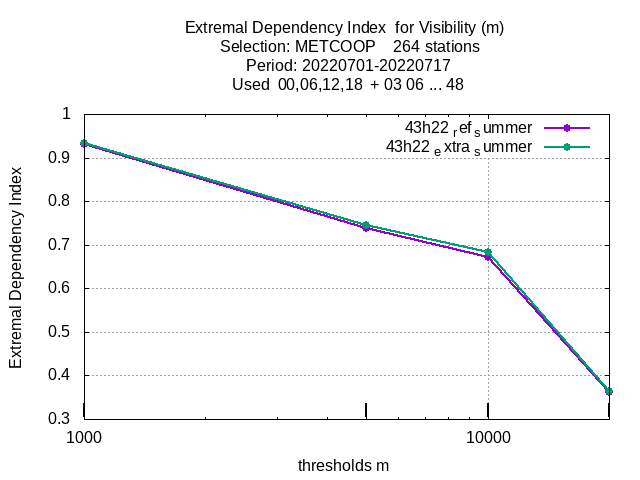 Extremal Dependency Index  for Visibility (m)
Selection: METCOOP    264 stations
Period: 20220701-20220717
Used  00,06,12,18  + 03 06 ... 48
43h22 ref summer
43h22 extra summer
Extremal Dependency Index
1
0.9
0.8
0.7
0.6
0.5
0.4
0.3
1000
10000
thresholds m